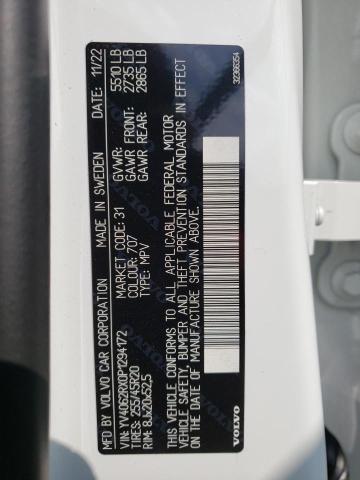 MFD. BY VOLVO CAR CORPORATION
MADE IN SWEDEN
DATE: 11/22
VIN: YV4062RX0P1294172
TIRES: 255/45R20
RIM: 8Jx20x52,5
MARKET CODE: 31
COLOUR: 707
TYPE: MPV
GVWR: 5510 LB
GAWR FRONT: 2735 LB
GAWR REAR: 2865 LB
THIS VEHICLE CONFORMS TO ALL APPLICABLE FEDERAL MOTOR
VEHICLE SAFETY, BUMPER AND THEFT PREVENTION STANDARDS IN EFFECT
ON THE DATE OF MANUFACTURE SHOWN ABOVE.
VOLVO
32366354